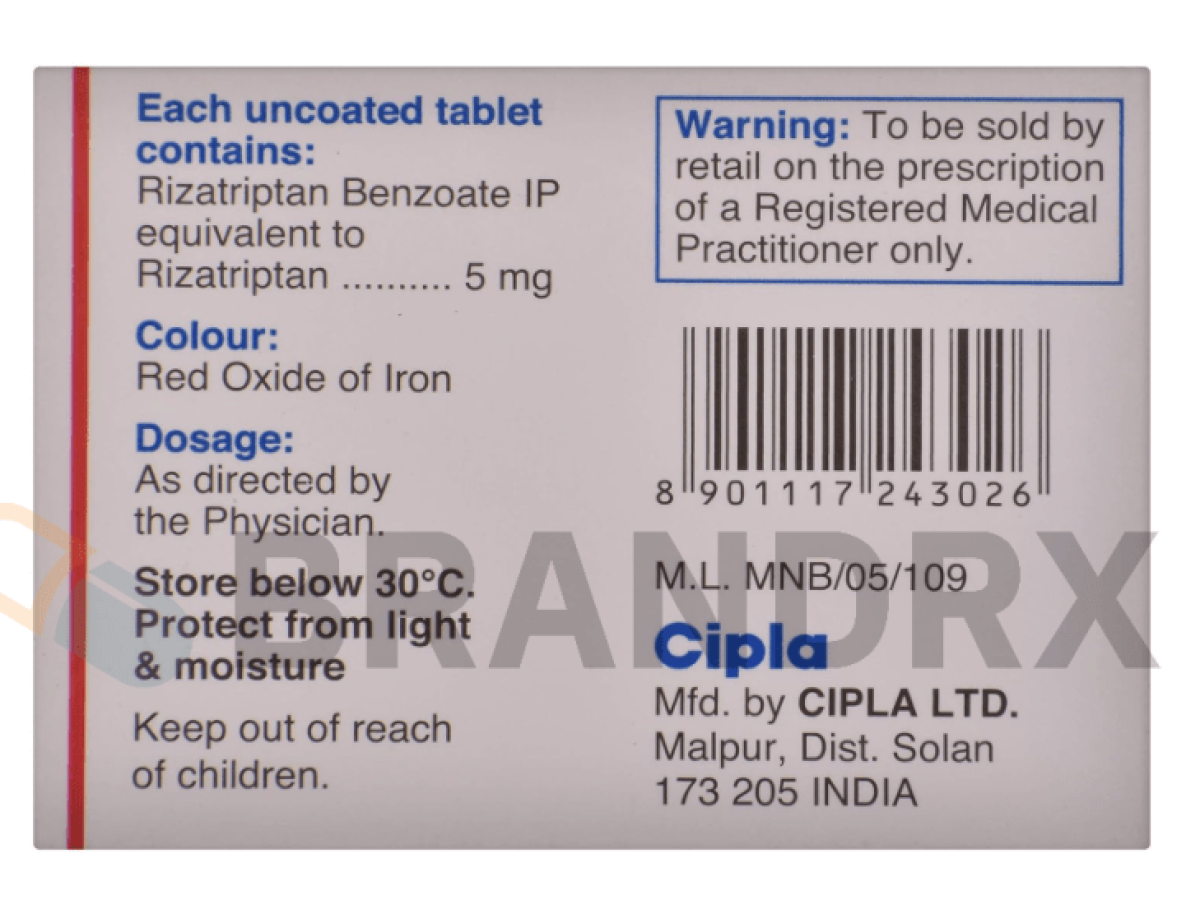 Each uncoated tablet
contains:
Rizatriptan Benzoate IP
equivalent to
Rizatriptan .......... 5 mg
Colour:
Red Oxide of Iron
Dosage:
As directed by
the Physician.
Store below 30°C.
Protect from light
& moisture
Keep out of reach
of children.
Warning: To be sold by
retail on the prescription
of a Registered Medical
Practitioner only.
8 901117 243026
M.L. MNB/05/109
Cipla
Mfd. by CIPLA LTD.
Malpur, Dist. Solan
173 205 INDIA
BRANDRX